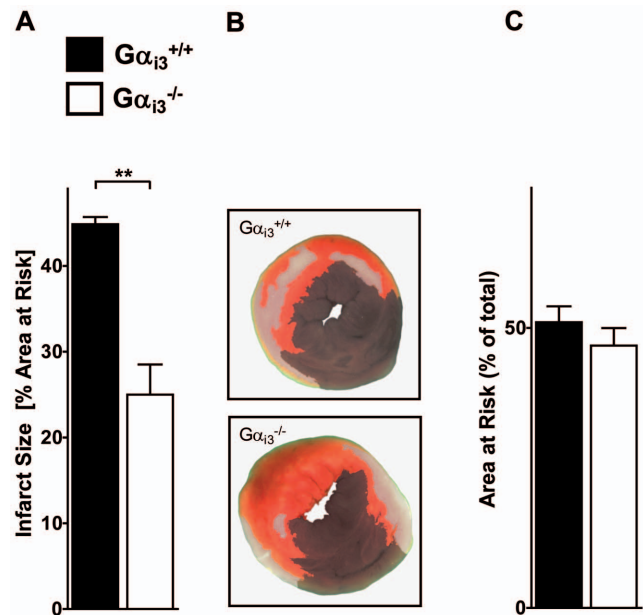 A
Gαi3+/+
Gαi3-/-
**
Infarct Size [% Area at Risk]
40
30
20
10
0
B
Gαi3+/+
Gαi3-/-
C
Area at Risk (% of total)
50
0